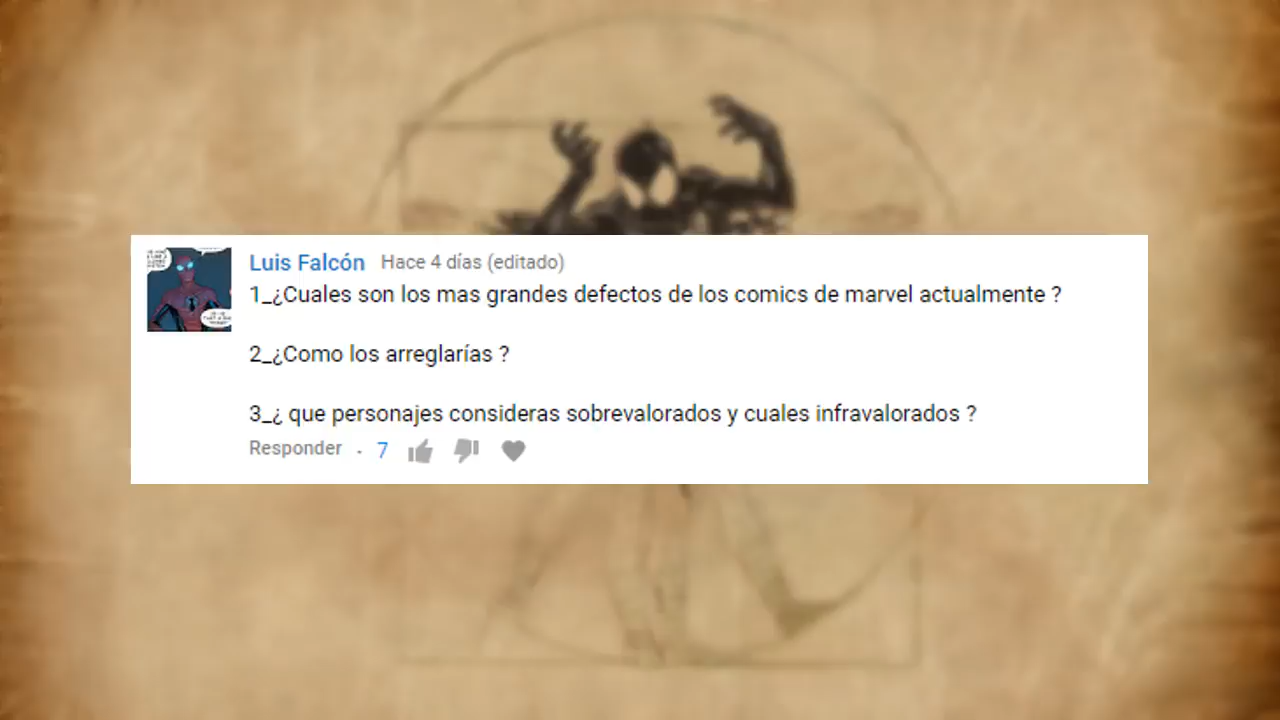 Luis Falcón Hace 4 días (editado)
1_¿Cuales son los mas grandes defectos de los comics de marvel actualmente ?
2_¿Como los arreglarías ?
3_¿ que personajes consideras sobrevalorados y cuales infravalorados ?
Responder . 7